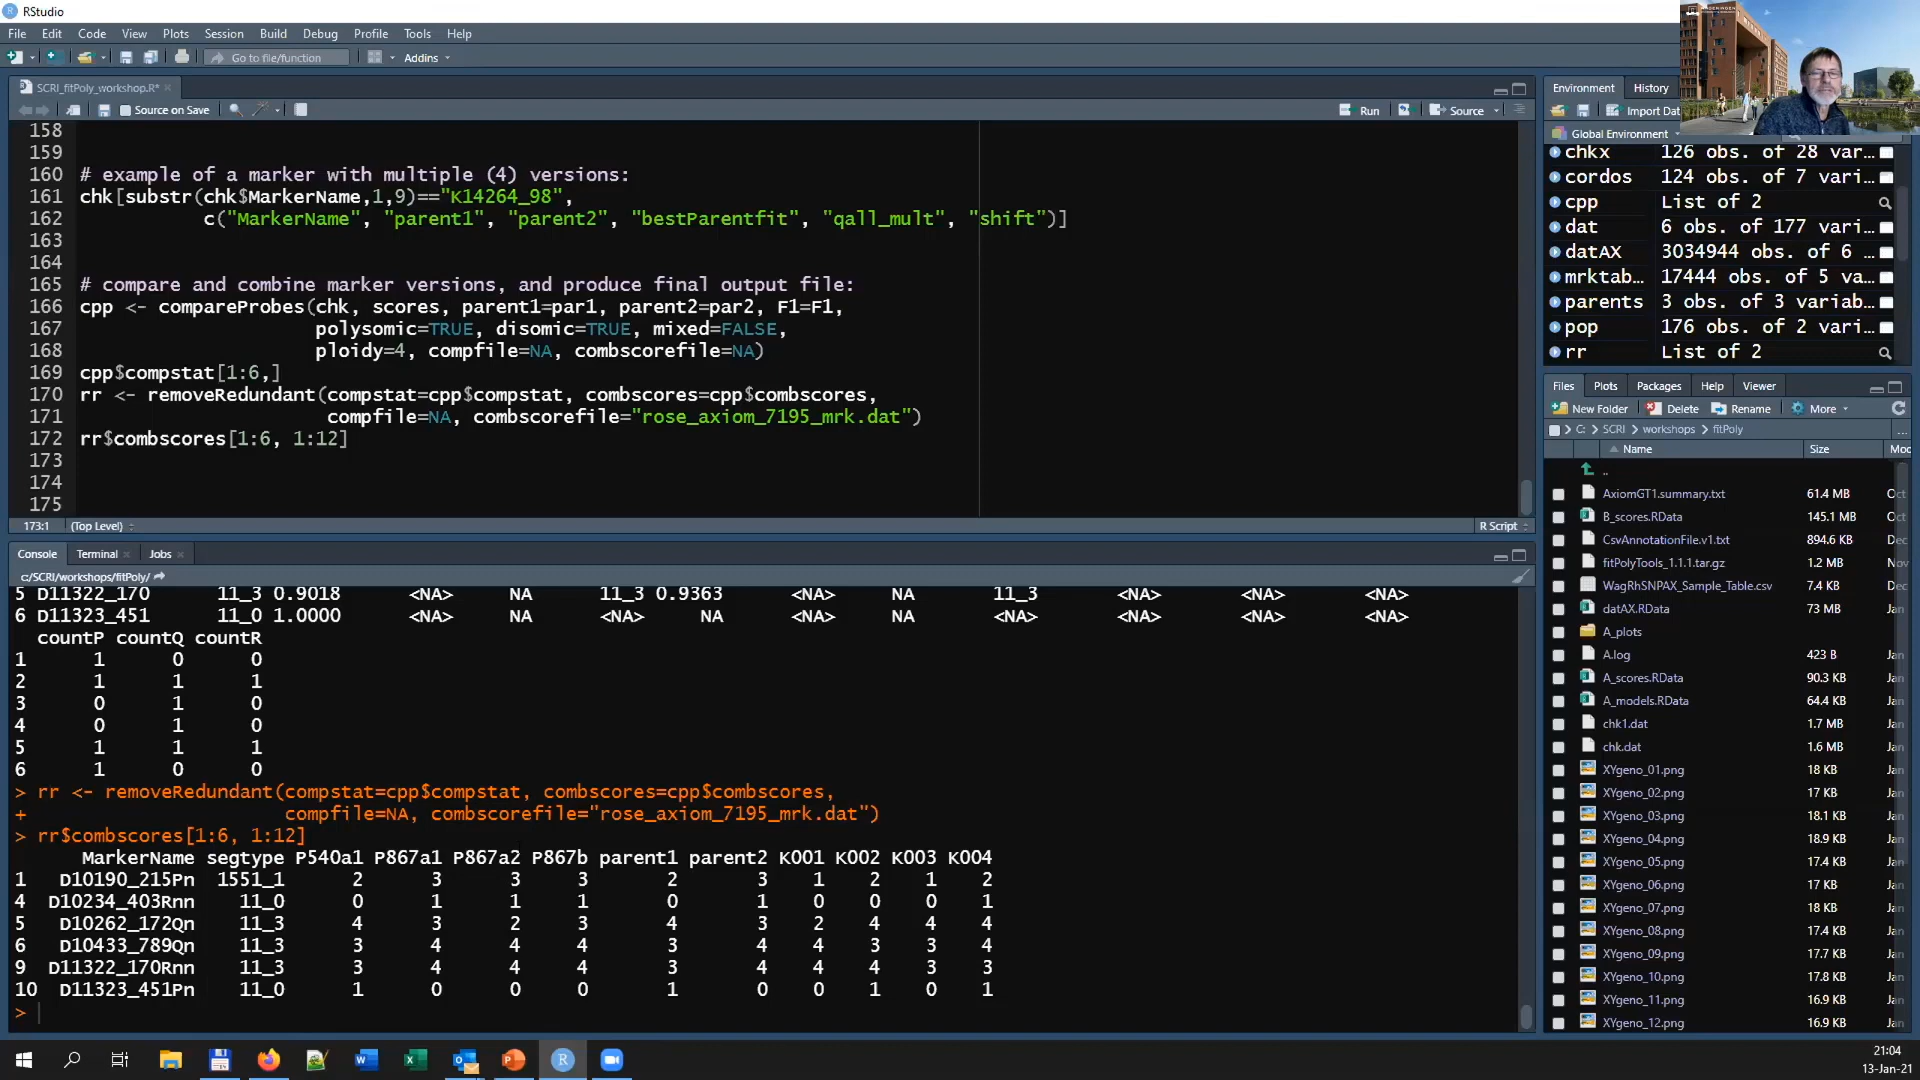 RStudio
File Edit Code View Plots Session Build Debug Profile Tools Help
Go to file/function Addins
SCRI_fitPoly_workshop.R*
Source on Save Run Source
158
159
160 # example of a marker with multiple (4) versions:
161 chk[substr(chk$MarkerName,1,9)=="K14264_98",
162 c("MarkerName", "parent1", "parent2", "bestParentfit", "qall_mult", "shift")]
163
164
165 # compare and combine marker versions, and produce final output file:
166 cpp <- compareProbes(chk, scores, parent1=par1, parent2=par2, F1=F1,
167 polysomic=TRUE, disomic=TRUE, mixed=FALSE,
168 ploidy=4, compfile=NA, combscorefile=NA)
169 cpp$compstat[1:6,]
170 rr <- removeRedundant(compstat=cpp$compstat, combscores=cpp$combscores,
171 compfile=NA, combscorefile="rose_axiom_7195_mrk.dat")
172 rr$combscores[1:6, 1:12]
173
174
175
173:1 (Top Level) R Script
Console Terminal Jobs
c:/SCRI/workshops/fitPoly/
5 D11322_170 11_3 0.9018 <NA> NA 11_3 0.9363 <NA> NA 11_3 <NA> <NA> <NA>
6 D11323_451 11_0 1.0000 <NA> NA <NA> NA <NA> NA <NA> <NA> <NA> <NA>
countP countQ countR
1 1 0 0
2 1 1 1
3 0 1 0
4 0 1 0
5 1 1 1
6 1 0 0
> rr <- removeRedundant(compstat=cpp$compstat, combscores=cpp$combscores,
+ compfile=NA, combscorefile="rose_axiom_7195_mrk.dat")
> rr$combscores[1:6, 1:12]
MarkerName segtype P540a1 P867a1 P867a2 P867b parent1 parent2 K001 K002 K003 K004
1 D10190_215Pn 1551_1 2 3 3 3 2 3 1 2 1 2
4 D10234_403Rnn 11_0 0 1 1 1 0 1 0 0 0 1
5 D10262_172Qn 11_3 4 3 2 3 4 3 2 4 4 4
6 D10433_789Qn 11_3 3 4 4 4 3 4 4 3 3 4
9 D11322_170Rnn 11_3 3 4 4 4 3 4 4 4 3 3
10 D11323_451Pn 11_0 1 0 0 0 1 0 0 1 0 1
>
Environment History
Import Dat
Global Environment
chkx 126 obs. of 28 var...
cordos 124 obs. of 7 vari...
cpp List of 2
dat 6 obs. of 177 vari...
datAX 3034944 obs. of 6 ...
mrktab... 17444 obs. of 5 va...
parents 3 obs. of 3 variab...
pop 176 obs. of 2 vari...
rr List of 2
Files Plots Packages Help Viewer
New Folder Delete Rename More
C: > SCRI > workshops > fitPoly ...
Name Size Moc
..
AxiomGT1.summary.txt 61.4 MB Oct
B_scores.RData 145.1 MB Oct
CsvAnnotationFile.v1.txt 894.6 KB Dec
fitPolyTools_1.1.1.tar.gz 1.2 MB Nov
WagRhSNPAX_Sample_Table.csv 7.4 KB Dec
datAX.RData 73 MB Jan
A_plots
A.log 423 B Jan
A_scores.RData 90.3 KB Jan
A_models.RData 64.4 KB Jan
chk1.dat 1.7 MB Jan
chk.dat 1.6 MB Jan
XYgeno_01.png 18 KB Jan
XYgeno_02.png 17 KB Jan
XYgeno_03.png 18.1 KB Jan
XYgeno_04.png 18.9 KB Jan
XYgeno_05.png 17.4 KB Jan
XYgeno_06.png 17 KB Jan
XYgeno_07.png 18 KB Jan
XYgeno_08.png 17.4 KB Jan
XYgeno_09.png 17.7 KB Jan
XYgeno_10.png 17.8 KB Jan
XYgeno_11.png 16.9 KB Jan
XYgeno_12.png 16.9 KB Jan
21:04
13-Jan-21